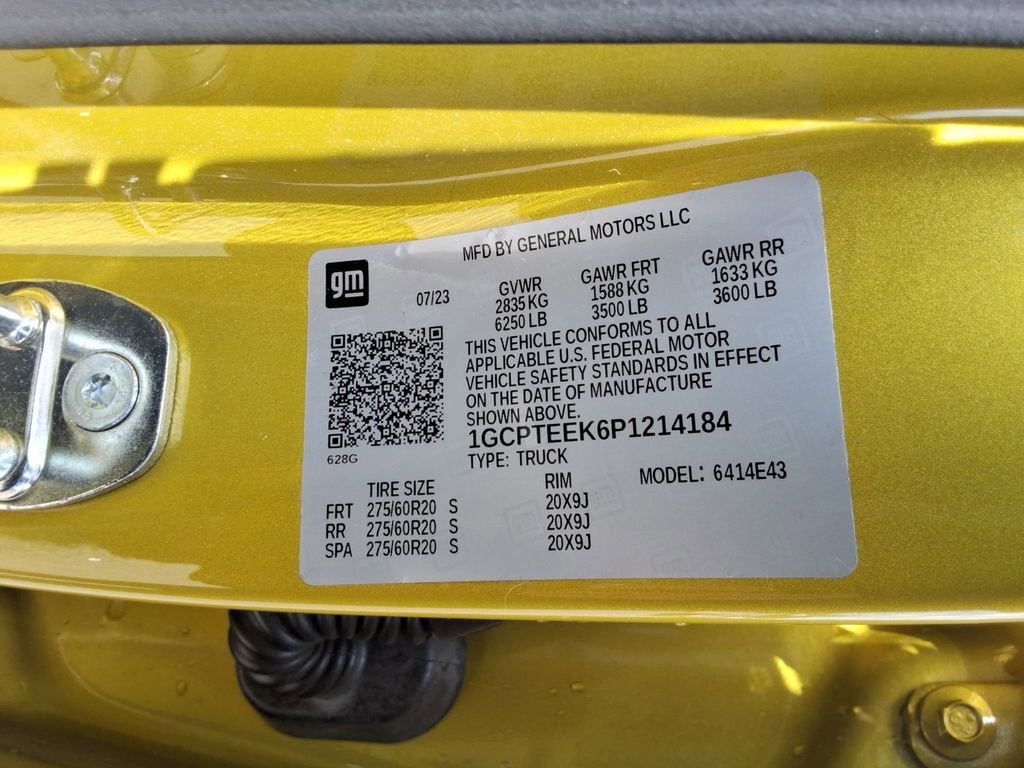 MFD BY GENERAL MOTORS LLC
gm
07/23
GVWR GAWR FRT GAWR RR
2835 KG 1588 KG 1633 KG
6250 LB 3500 LB 3600 LB
THIS VEHICLE CONFORMS TO ALL
APPLICABLE U.S. FEDERAL MOTOR
VEHICLE SAFETY STANDARDS IN EFFECT
ON THE DATE OF MANUFACTURE
SHOWN ABOVE.
1GCPTEEK6P1214184
628G
TYPE: TRUCK
MODEL: 6414E43
TIRE SIZE RIM
FRT 275/60R20 S 20X9J
RR 275/60R20 S 20X9J
SPA 275/60R20 S 20X9J